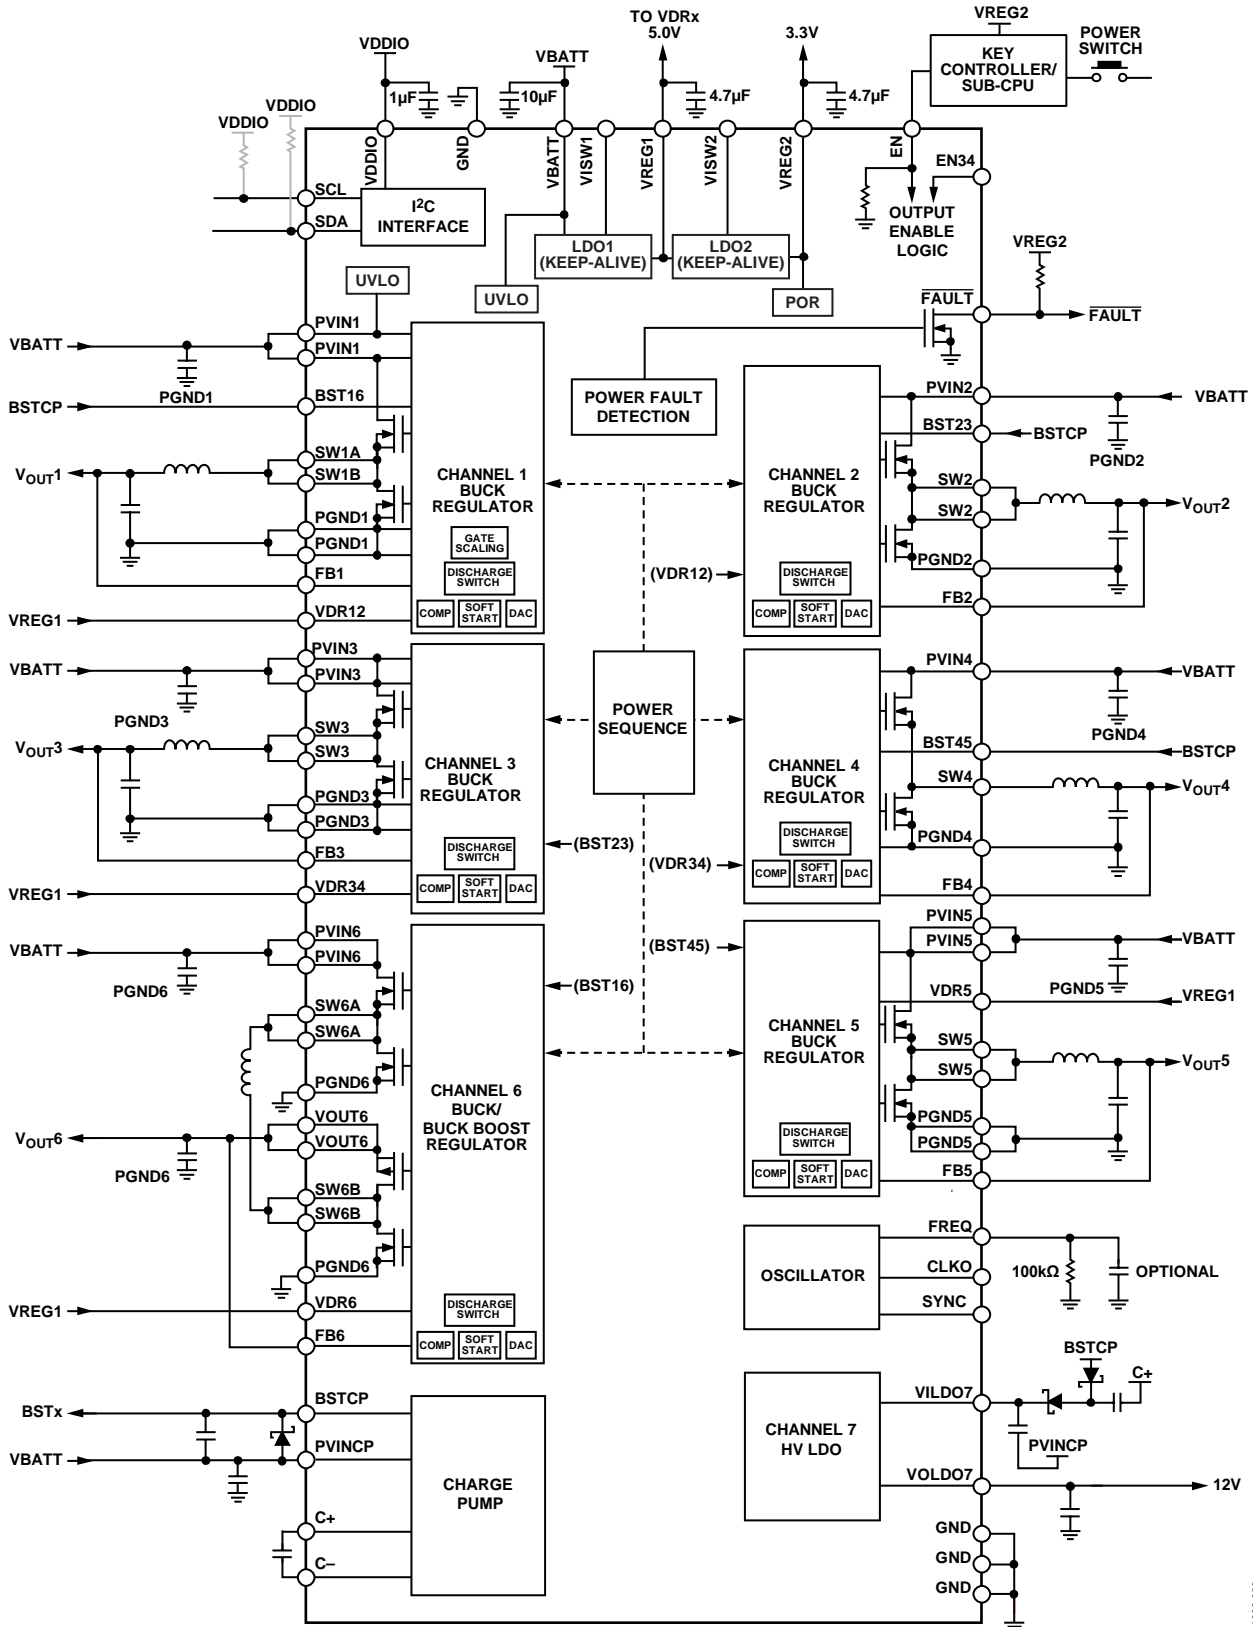 VREG2
TO VDRx
5.0V
3.3V
VDDIO
VBATT
KEY
CONTROLLER/
SUB-CPU
POWER
SWITCH
1µF
10µF
4.7µF
4.7µF
VDDIO
VDDIO
VDDIO
GND
VBATT
VISW1
VREG1
VISW2
VREG2
EN
EN34
SCL
SDA
I²C
INTERFACE
LDO1
(KEEP-ALIVE)
LDO2
(KEEP-ALIVE)
OUTPUT
ENABLE
LOGIC
VREG2
UVLO
UVLO
POR
FAULT
FAULT
POWER FAULT
DETECTION
VBATT
PVIN1
PVIN1
PGND1
BSTCP
BST16
VOUT1
SW1A
SW1B
PGND1
PGND1
FB1
VREG1
VDR12
CHANNEL 1
BUCK
REGULATOR
GATE
SCALING
DISCHARGE
SWITCH
COMP
SOFT
START
DAC
CHANNEL 2
BUCK
REGULATOR
(VDR12)
DISCHARGE
SWITCH
COMP
SOFT
START
DAC
PVIN2
VBATT
BST23
BSTCP
PGND2
SW2
SW2
VOUT2
PGND2
FB2
VBATT
PVIN3
PVIN3
PGND3
VOUT3
SW3
SW3
PGND3
PGND3
FB3
VREG1
VDR34
CHANNEL 3
BUCK
REGULATOR
(BST23)
DISCHARGE
SWITCH
COMP
SOFT
START
DAC
POWER
SEQUENCE
CHANNEL 4
BUCK
REGULATOR
(VDR34)
DISCHARGE
SWITCH
COMP
SOFT
START
DAC
PVIN4
VBATT
PGND4
BST45
BSTCP
SW4
VOUT4
PGND4
FB4
VBATT
PVIN6
PVIN6
PGND6
SW6A
SW6A
PGND6
VOUT6
VOUT6
VOUT6
PGND6
SW6B
SW6B
PGND6
VREG1
VDR6
FB6
(BST16)
CHANNEL 6
BUCK/
BUCK BOOST
REGULATOR
DISCHARGE
SWITCH
COMP
SOFT
START
DAC
(BST45)
CHANNEL 5
BUCK
REGULATOR
DISCHARGE
SWITCH
COMP
SOFT
START
DAC
PVIN5
PVIN5
VBATT
PGND5
VDR5
VREG1
SW5
SW5
VOUT5
PGND5
PGND5
FB5
OSCILLATOR
FREQ
CLKO
SYNC
100kΩ
OPTIONAL
BSTx
BSTCP
VBATT
PVINCP
C+
C–
CHARGE
PUMP
CHANNEL 7
HV LDO
VILDO7
BSTCP
C+
PVINCP
VOLDO7
12V
GND
GND
GND